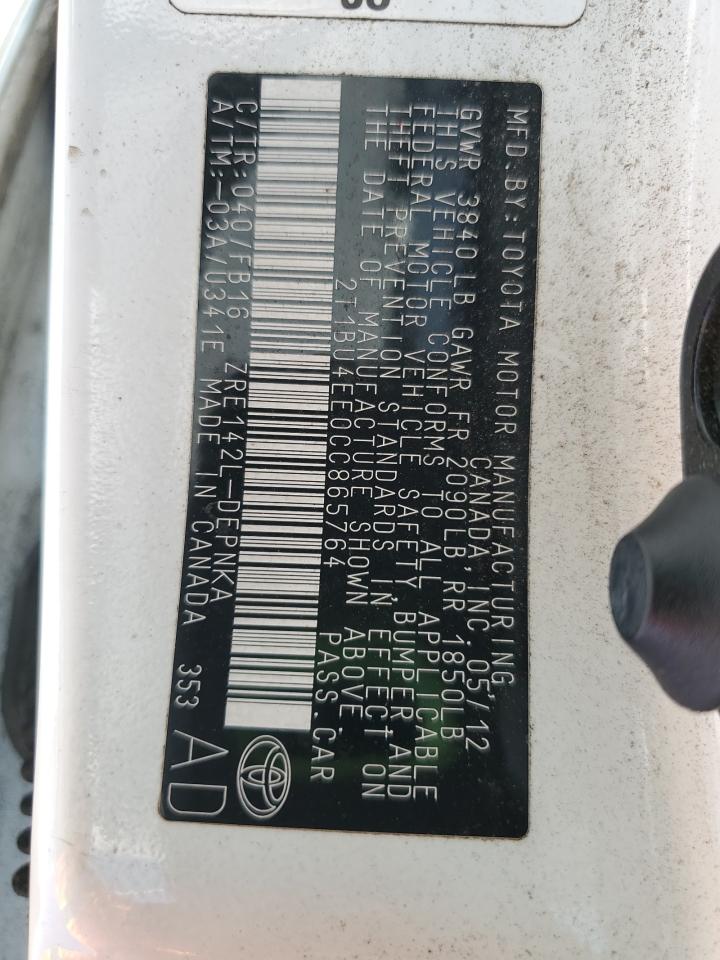 MFD. BY: TOYOTA MOTOR MANUFACTURING
CANADA, INC. 05/12
GVWR 3840LB GAWR FR 2090LB, RR 1850LB
THIS VEHICLE CONFORMS TO ALL APPLICABLE
FEDERAL MOTOR VEHICLE SAFETY, BUMPER, AND
THEFT PREVENTION STANDARDS IN EFFECT ON
THE DATE OF MANUFACTURE SHOWN ABOVE.
2T1BU4EE0CC865764 PASS.CAR
C/TR:040/FB16 ZRE142L-DEPNKA
A/TM:-03A/U341E MADE IN CANADA 353
AD